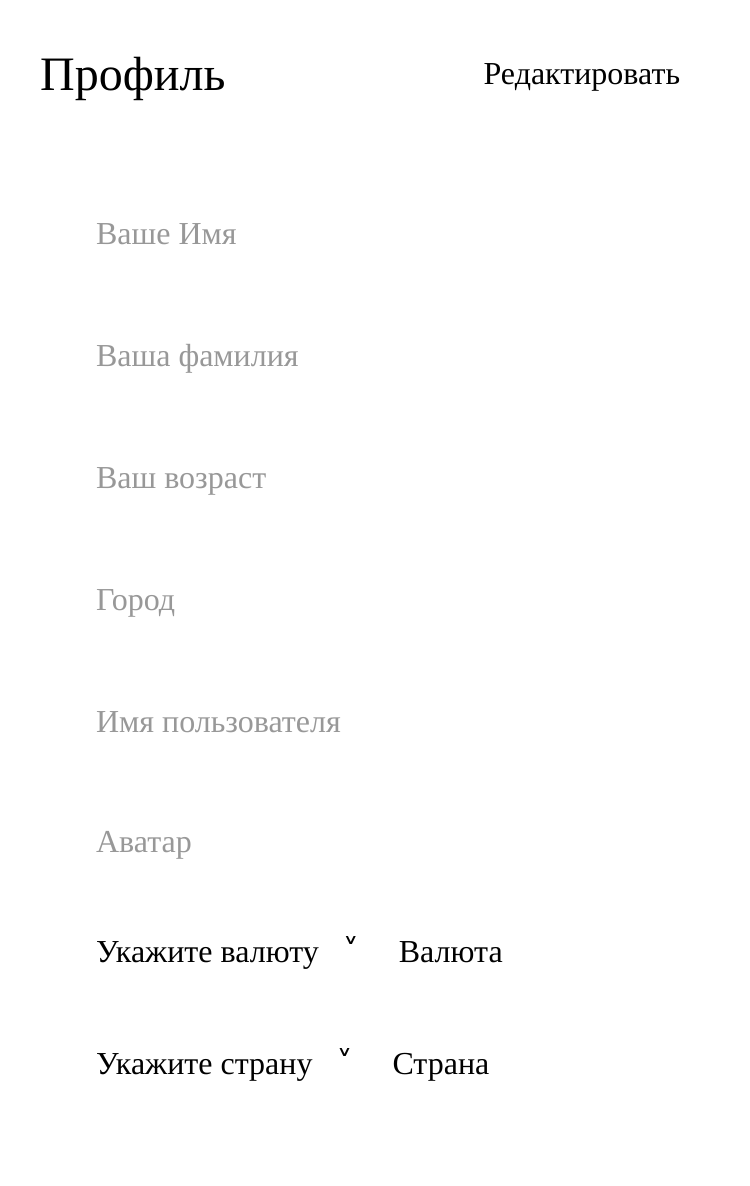 Профиль Редактировать
Ваше Имя
Ваша фамилия
Ваш возраст
Город
Имя пользователя
Аватар
Укажите валюту ˅ Валюта
Укажите страну ˅ Страна